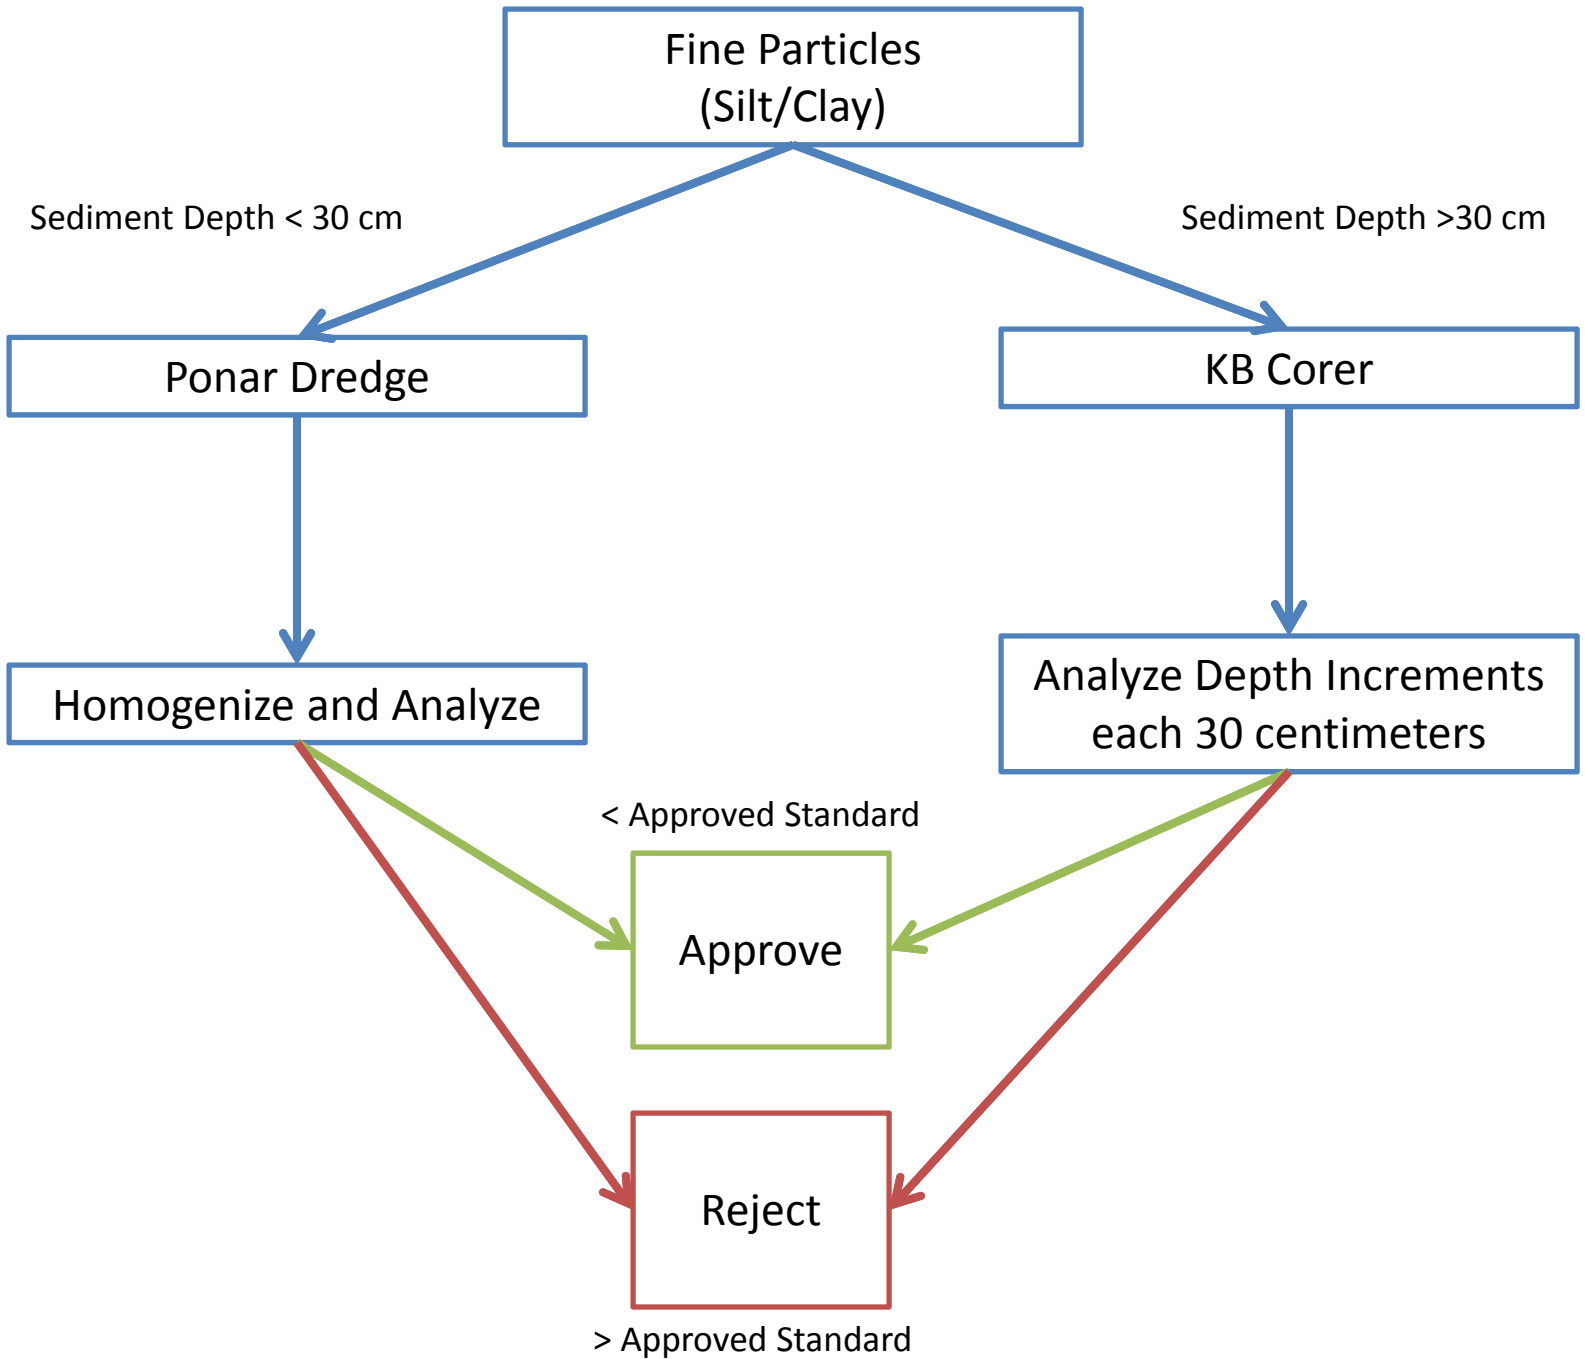 Fine Particles
(Silt/Clay)
Sediment Depth < 30 cm
Sediment Depth >30 cm
Ponar Dredge
KB Corer
Homogenize and Analyze
Analyze Depth Increments
each 30 centimeters
< Approved Standard
Approve
Reject
> Approved Standard